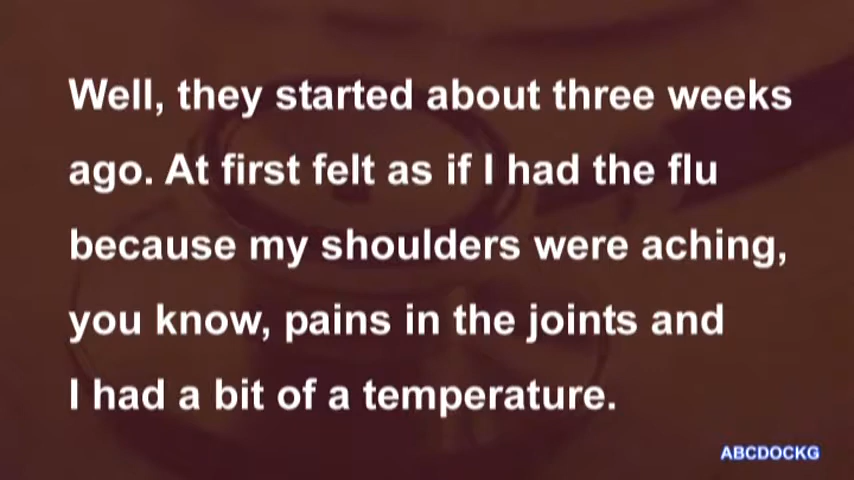 Well, they started about three weeks
ago. At first felt as if I had the flu
because my shoulders were aching,
you know, pains in the joints and
I had a bit of a temperature.
ABCDOCKG